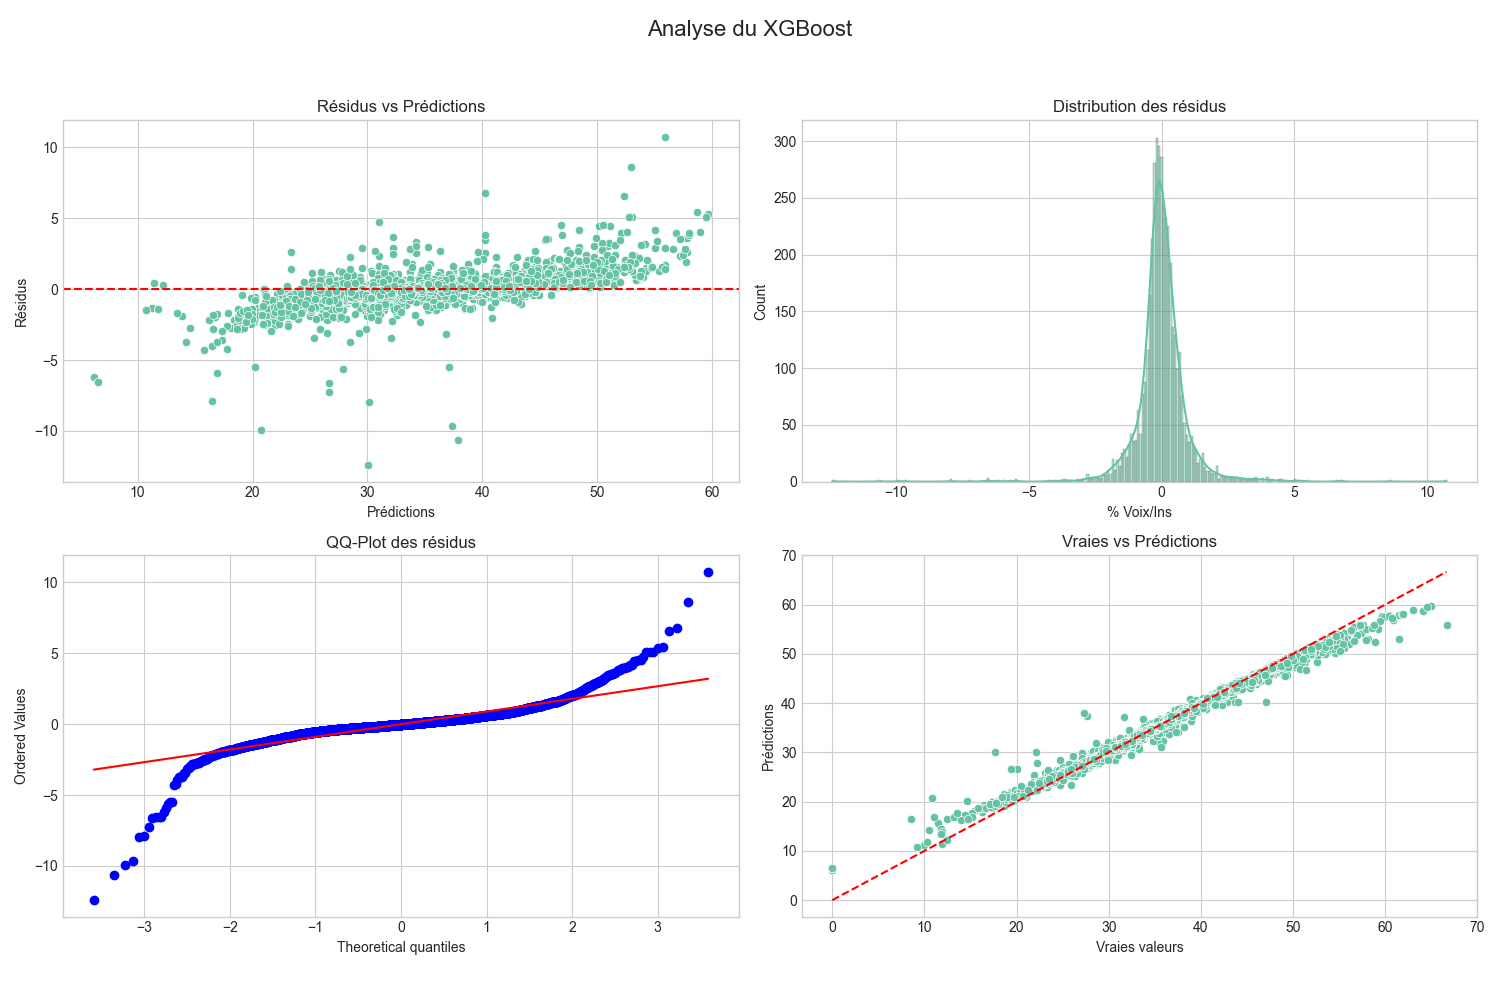 Analyse du XGBoost
Résidus vs Prédictions
10
5
0
−5
−10
Résidus
10 20 30 40 50 60
Prédictions
Distribution des résidus
300
250
200
150
100
50
0
Count
−10 −5 0 5 10
% Voix/Ins
QQ-Plot des résidus
10
5
0
−5
−10
Ordered Values
−3 −2 −1 0 1 2 3
Theoretical quantiles
Vraies vs Prédictions
70
60
50
40
30
20
10
0
Prédictions
0 10 20 30 40 50 60 70
Vraies valeurs